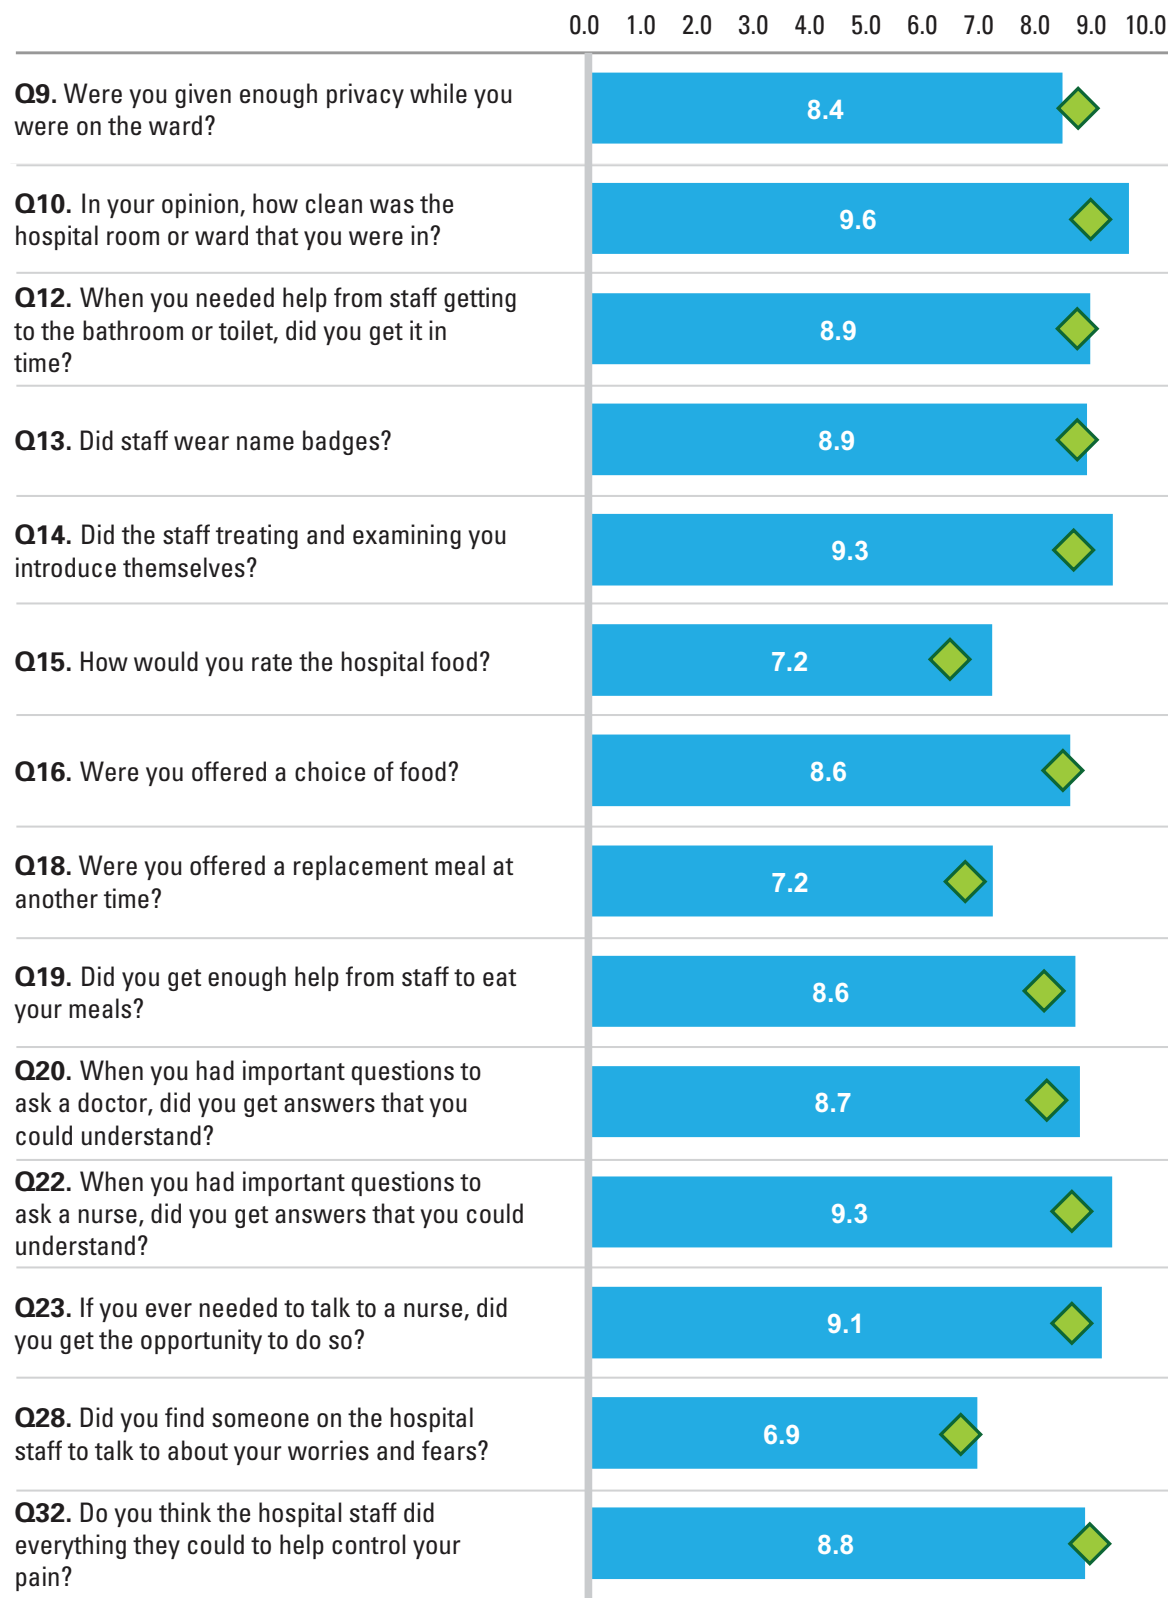 0.0 1.0 2.0 3.0 4.0 5.0 6.0 7.0 8.0 9.0 10.0
Q9. Were you given enough privacy while you
were on the ward?
8.4
Q10. In your opinion, how clean was the
hospital room or ward that you were in?
9.6
Q12. When you needed help from staff getting
to the bathroom or toilet, did you get it in
time?
8.9
Q13. Did staff wear name badges?
8.9
Q14. Did the staff treating and examining you
introduce themselves?
9.3
Q15. How would you rate the hospital food?
7.2
Q16. Were you offered a choice of food?
8.6
Q18. Were you offered a replacement meal at
another time?
7.2
Q19. Did you get enough help from staff to eat
your meals?
8.6
Q20. When you had important questions to
ask a doctor, did you get answers that you
could understand?
8.7
Q22. When you had important questions to
ask a nurse, did you get answers that you could
understand?
9.3
Q23. If you ever needed to talk to a nurse, did
you get the opportunity to do so?
9.1
Q28. Did you find someone on the hospital
staff to talk to about your worries and fears?
6.9
Q32. Do you think the hospital staff did
everything they could to help control your
pain?
8.8